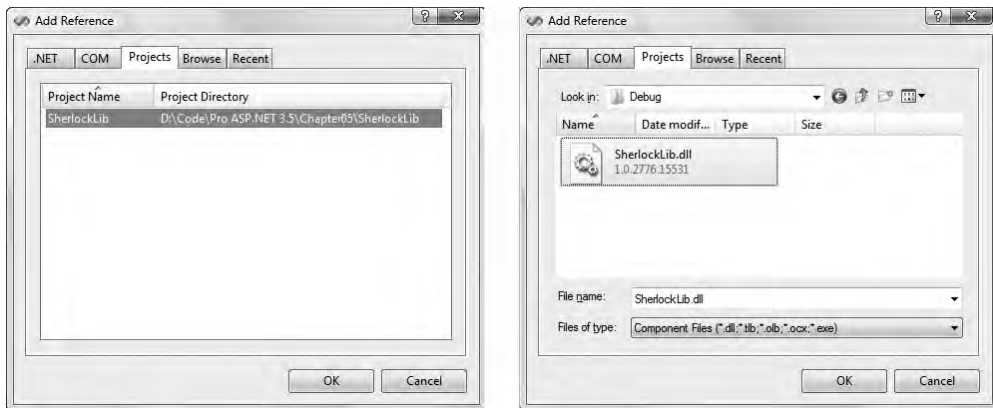 Add Reference
.NET COM Projects Browse Recent
Project Name Project Directory
SherlockLib D:\Code\Pro ASP.NET 3.5\Chapter05\SherlockLib
OK Cancel
Add Reference
.NET COM Projects Browse Recent
Look in: Debug
Name Date modif... Type Size
SherlockLib.dll
1.0.2776.15531
File name: SherlockLib.dll
Files of type: Component Files (*.dll;*.tlb;*.olb;*.ocx;*.exe)
OK Cancel